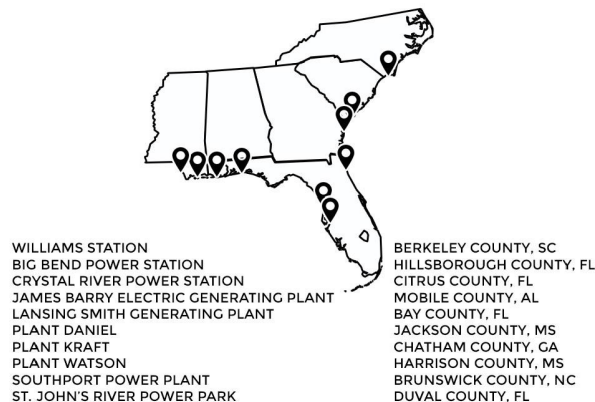 WILLIAMS STATION BERKELEY COUNTY, SC
BIG BEND POWER STATION HILLSBOROUGH COUNTY, FL
CRYSTAL RIVER POWER STATION CITRUS COUNTY, FL
JAMES BARRY ELECTRIC GENERATING PLANT MOBILE COUNTY, AL
LANSING SMITH GENERATING PLANT BAY COUNTY, FL
PLANT DANIEL JACKSON COUNTY, MS
PLANT KRAFT CHATHAM COUNTY, GA
PLANT WATSON HARRISON COUNTY, MS
SOUTHPORT POWER PLANT BRUNSWICK COUNTY, NC
ST. JOHN'S RIVER POWER PARK DUVAL COUNTY, FL